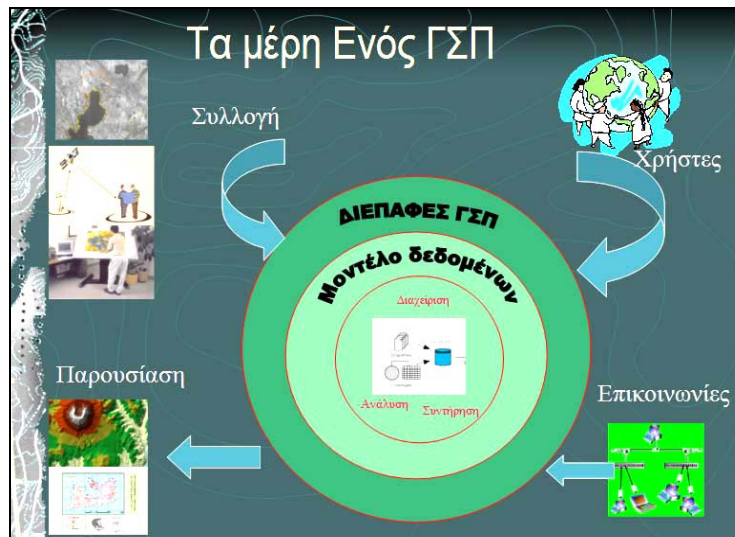 Τα μέρη Ενός ΓΣΠ
Συλλογή
Χρήστες
ΔΙΕΠΑΦΕΣ ΓΣΠ
Μοντέλο δεδομένων
Διαχείριση
Ανάλυση
Συντήρηση
Παρουσίαση
Επικοινωνίες